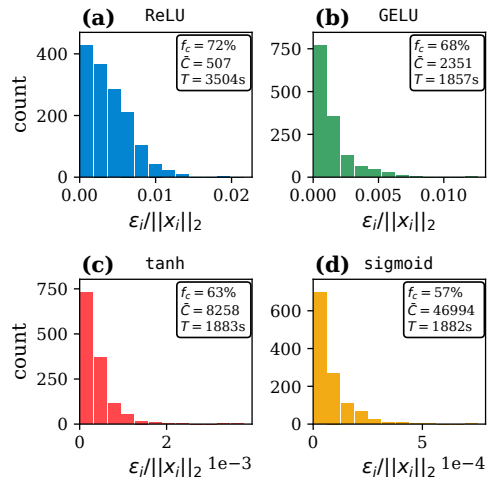 (a) ReLU
count
400
200
0
0.00 0.01 0.02
f_c = 72%
C̄ = 507
T = 3504s
ε_i/||x_i||_2
(b) GELU
750
500
250
0
0.000 0.005 0.010
f_c = 68%
C̄ = 2351
T = 1857s
ε_i/||x_i||_2
(c) tanh
count
750
500
250
0
0 2
f_c = 63%
C̄ = 8258
T = 1883s
ε_i/||x_i||_2 1e−3
(d) sigmoid
600
400
200
0
0 5
f_c = 57%
C̄ = 46994
T = 1882s
ε_i/||x_i||_2 1e−4